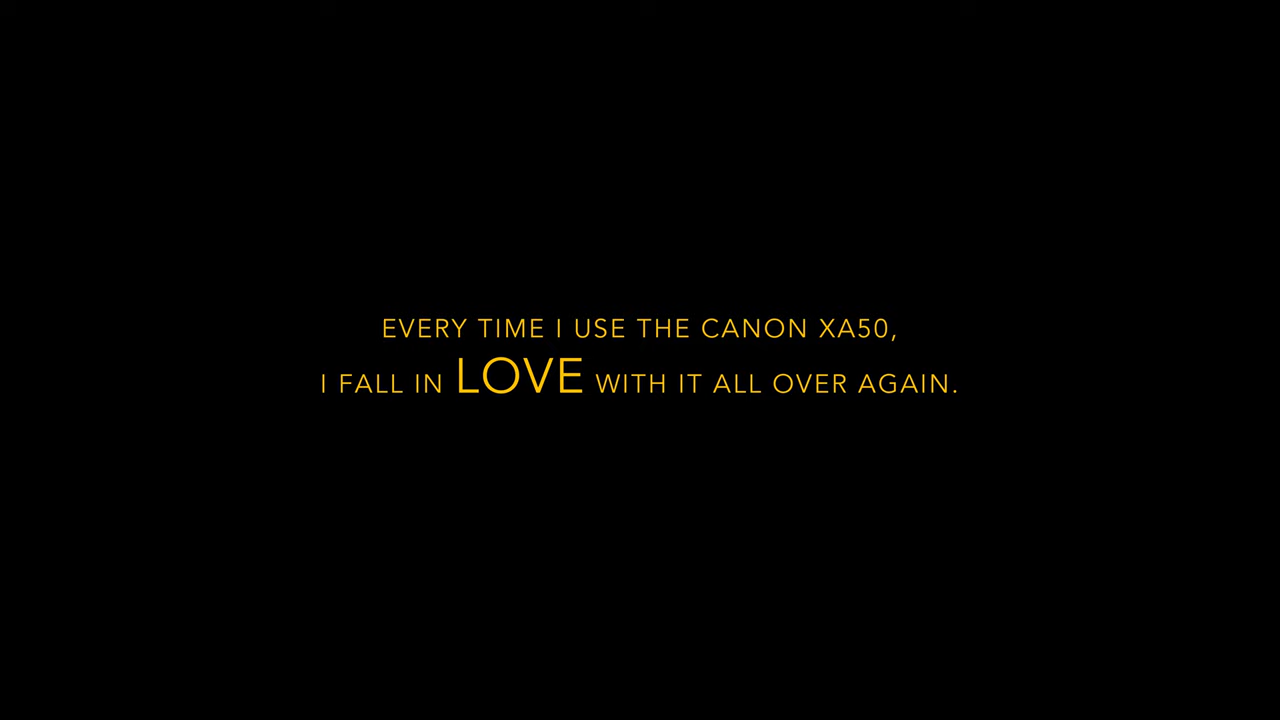 EVERY TIME I USE THE CANON XA50,
I FALL IN LOVE WITH IT ALL OVER AGAIN.